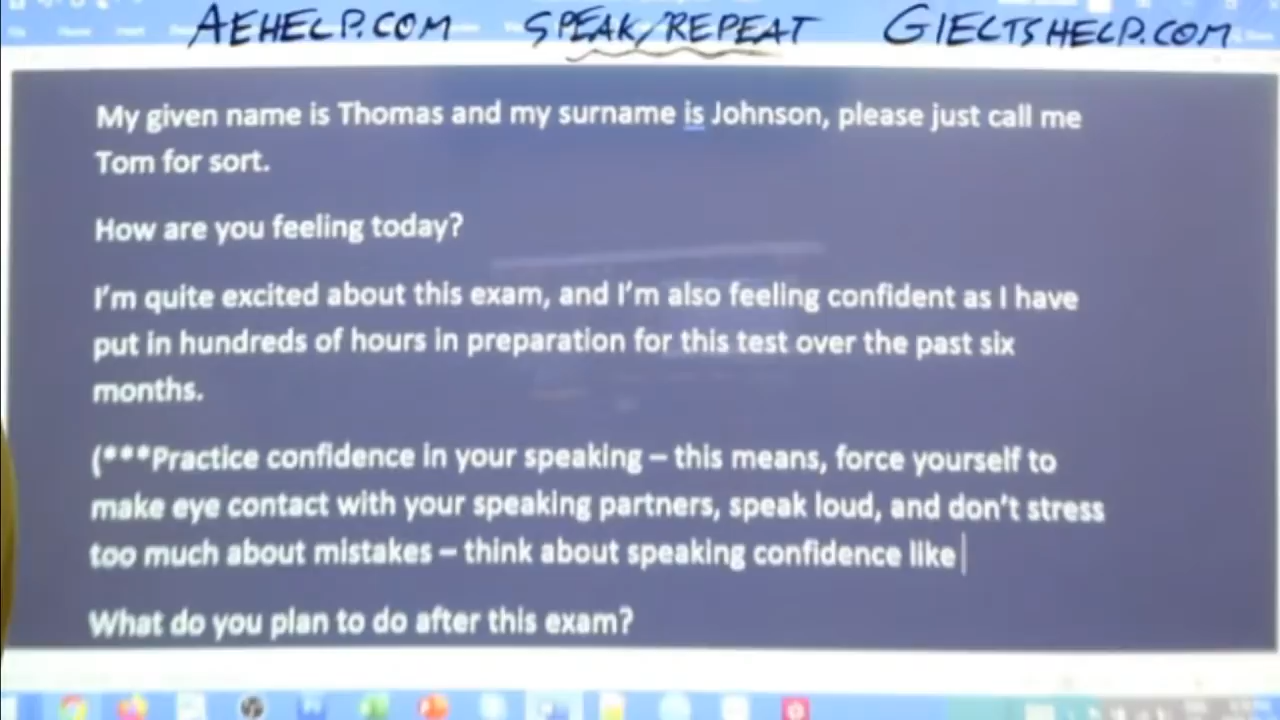 AEHELP.COM SPEAK/REPEAT GIELTSHELP.COM
My given name is Thomas and my surname is Johnson, please just call me
Tom for sort.
How are you feeling today?
I'm quite excited about this exam, and I'm also feeling confident as I have
put in hundreds of hours in preparation for this test over the past six
months.
(***Practice confidence in your speaking – this means, force yourself to
make eye contact with your speaking partners, speak loud, and don't stress
too much about mistakes – think about speaking confidence like
What do you plan to do after this exam?